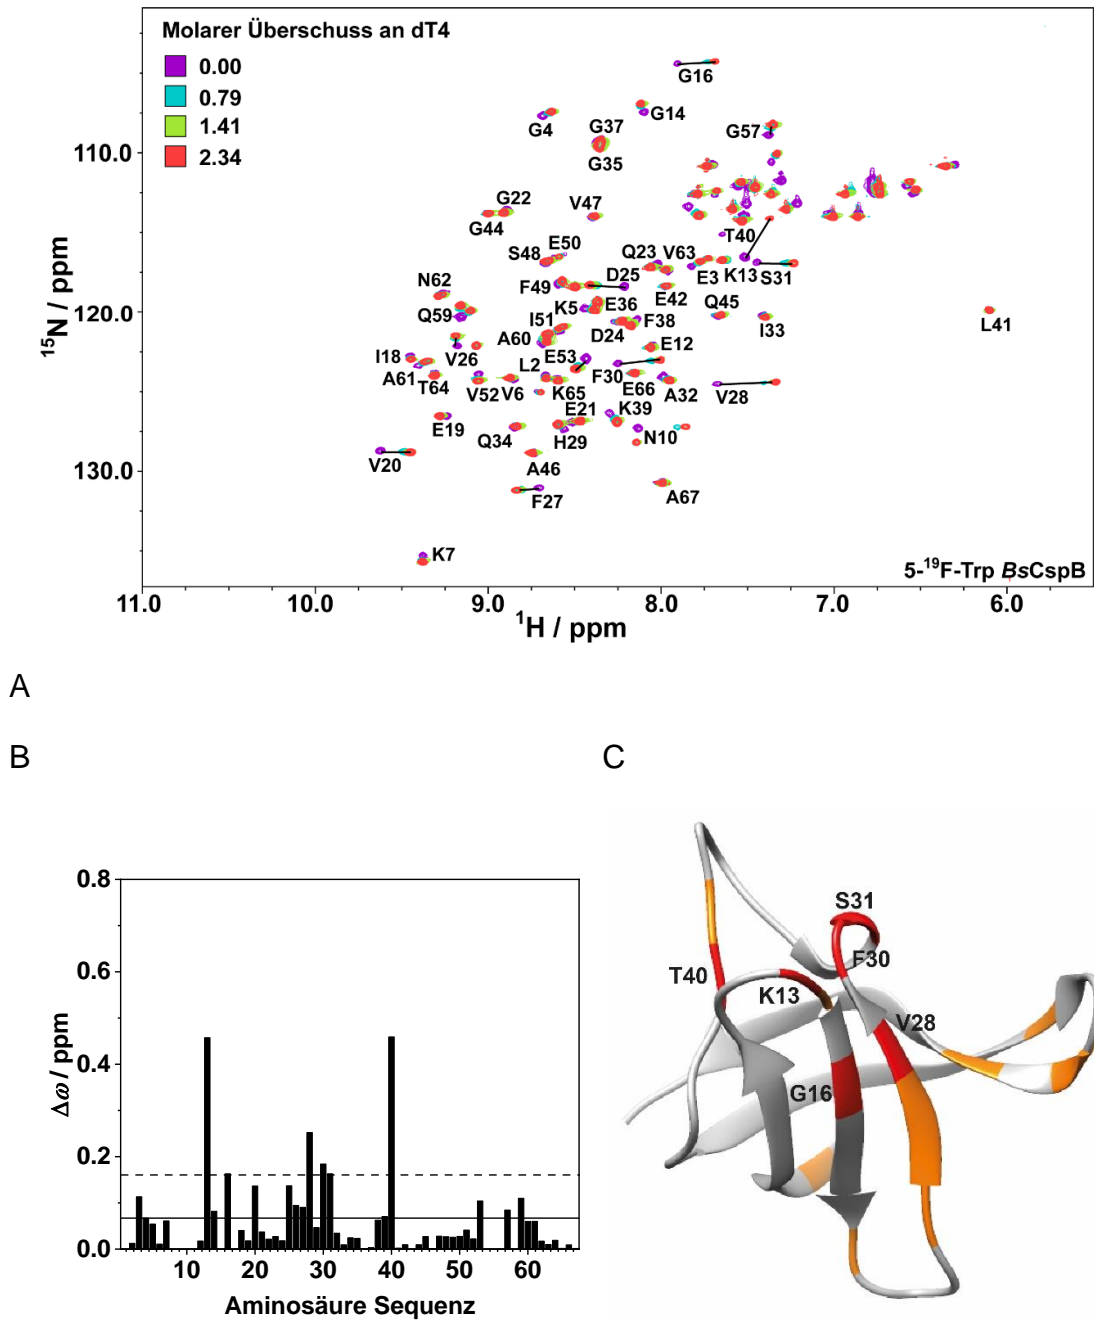 Molarer Überschuss an dT4
0.00
0.79
1.41
2.34
G16
G4
G14
G37
G35
G57
110.0
G22
G44
V47
T40
S48
E50
Q23
V63
E3
K13
S31
N62
F49
D25
E42
Q45
K5
E36
Q59
I51
D24
F38
I33
L41
120.0
A60
E12
V26
E53
I18
L2
F30
A61
T64
V52
V6
K65
E66
A32
V28
E21
K39
E19
Q34
H29
N10
V20
A46
130.0
F27
A67
K7
5-¹⁹F-Trp BsCspB
¹⁵N / ppm
11.0
10.0
9.0
8.0
7.0
6.0
¹H / ppm
A
B
C
0.8
0.6
0.4
0.2
0.0
Δω / ppm
10
20
30
40
50
60
Aminosäure Sequenz
S31
F30
T40
K13
V28
G16